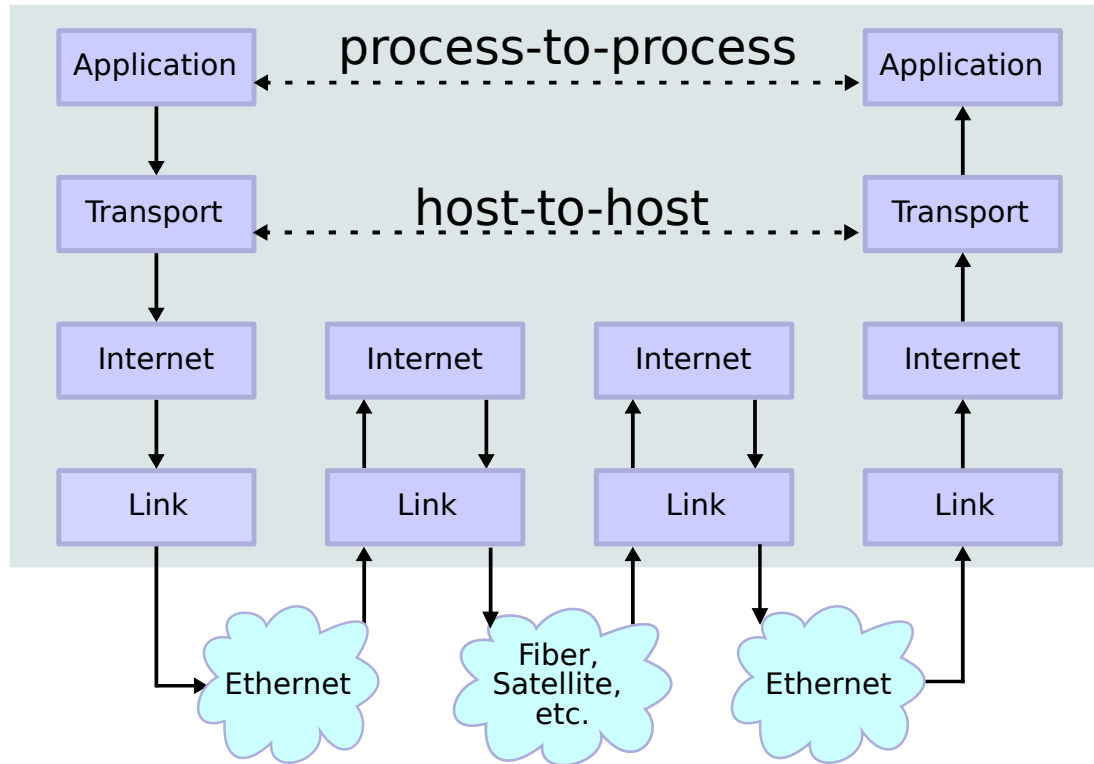 Application
process-to-process
Application
Transport
host-to-host
Transport
Internet
Internet
Internet
Internet
Link
Link
Link
Link
Ethernet
Fiber,
Satellite,
etc.
Ethernet